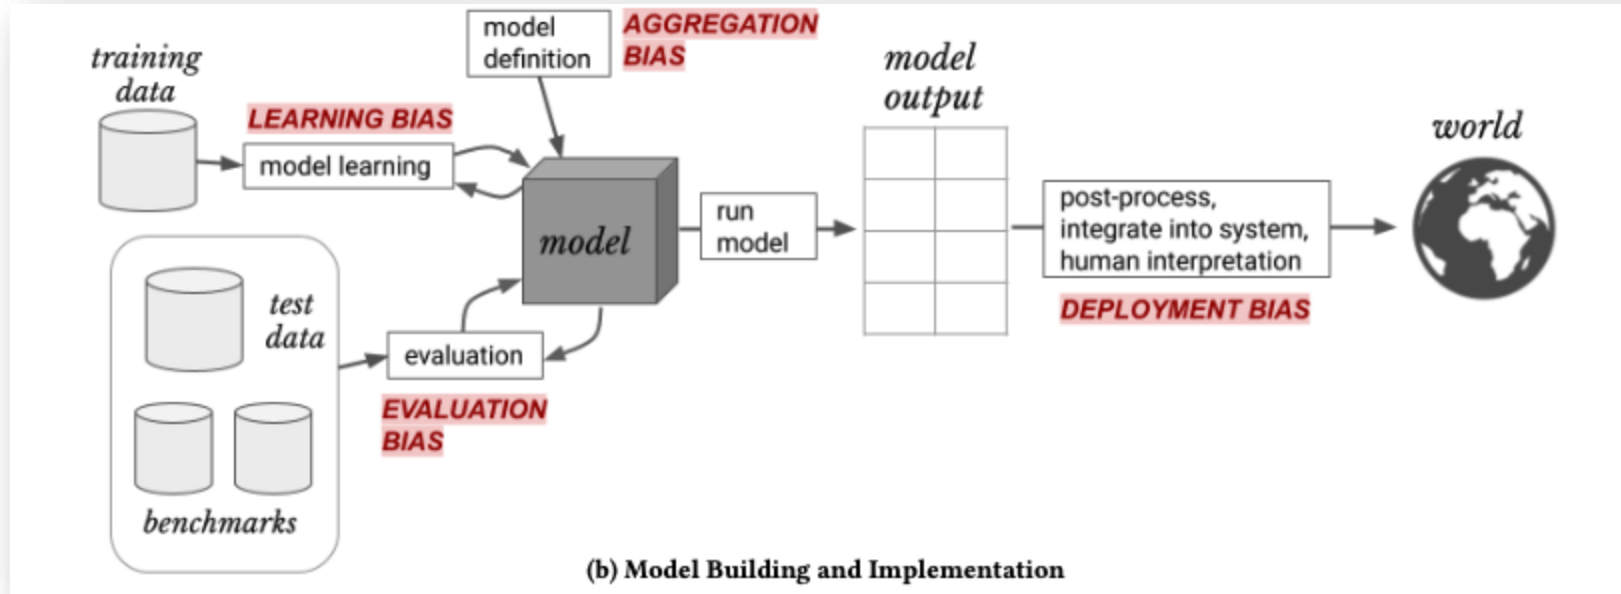 training
data
LEARNING BIAS
model learning
model
definition
AGGREGATION
BIAS
model
test
data
benchmarks
evaluation
EVALUATION
BIAS
run
model
model
output
post-process,
integrate into system,
human interpretation
DEPLOYMENT BIAS
world
(b) Model Building and Implementation